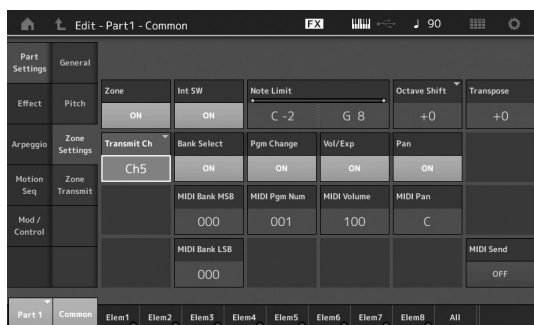 Edit - Part1 - Common
FX
90
Part Settings
General
Effect
Pitch
Arpeggio
Zone Settings
Motion Seq
Zone Transmit
Mod / Control
Zone
ON
Int SW
ON
Note Limit
C -2
G 8
Octave Shift
+0
Transpose
+0
Transmit Ch
Ch5
Bank Select
ON
Pgm Change
ON
Vol/Exp
ON
Pan
ON
MIDI Bank MSB
000
MIDI Pgm Num
001
MIDI Volume
100
MIDI Pan
C
MIDI Bank LSB
000
MIDI Send
OFF
Part 1
Common
Elem1
Elem2
Elem3
Elem4
Elem5
Elem6
Elem7
Elem8
All